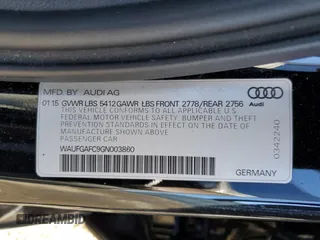 MFD. BY: AUDI AG
01.15 GVWR LBS 5412 GAWR LBS FRONT 2778/REAR 2756
THIS VEHICLE CONFORMS TO ALL APPLICABLE
U.S. FEDERAL MOTOR VEHICLE SAFETY, BUMPER AND THEFT
PREVENTION STANDARDS IN EFFECT ON THE DATE
OF MANUFACTURE SHOWN ABOVE.
PASSENGER CAR
WAUFGAFC9GN003860
GERMANY
Audi
0342240
DREAMBID